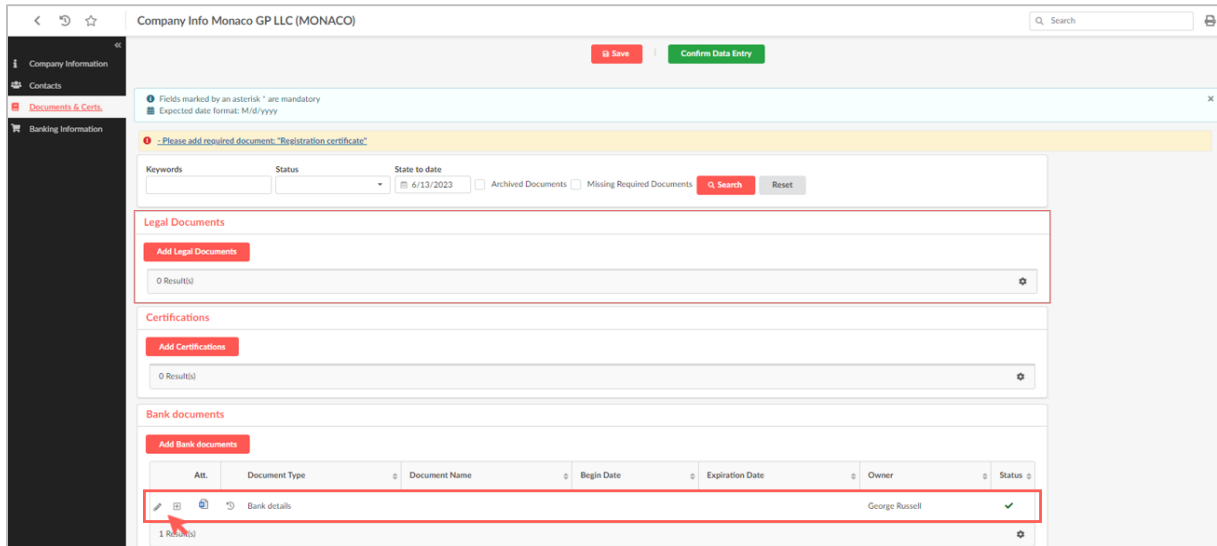 Company Info Monaco GP LLC (MONACO)
Search
Company Information
Contacts
Documents & Certs.
Banking Information
Save
Confirm Data Entry
Fields marked by an asterisk * are mandatory
Expected date format: M/d/yyyy
- Please add required document: "Registration certificate"
Keywords Status State to date
6/13/2023 Archived Documents Missing Required Documents Search Reset
Legal Documents
Add Legal Documents
0 Result(s)
Certifications
Add Certifications
0 Result(s)
Bank documents
Add Bank documents
Att. Document Type Document Name Begin Date Expiration Date Owner Status
Bank details George Russell
1 Result(s)